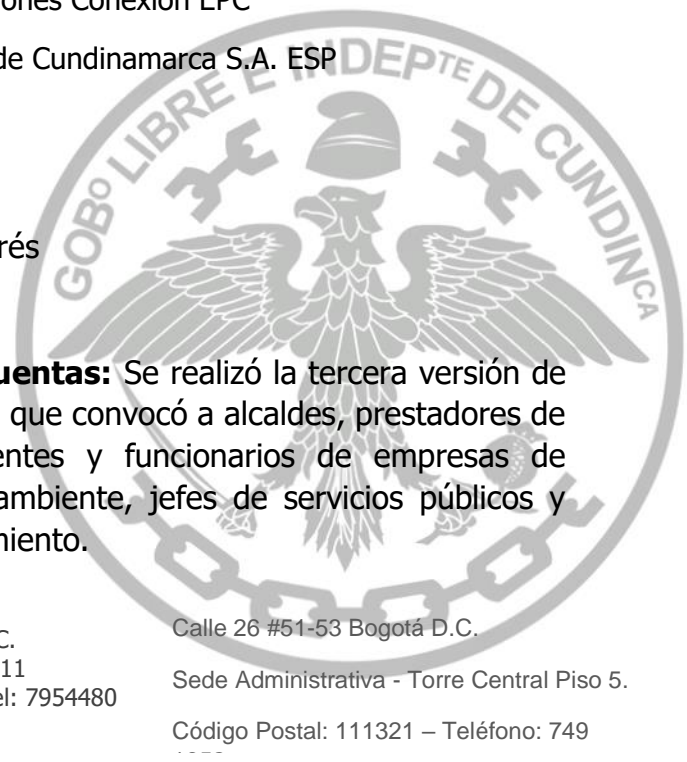 ones Conexión EPC
de Cundinamarca S.A. ESP
GOBº LIBRE E INDEPTE DE CUNDINCA
rés
uentas: Se realizó la tercera versión de
que convocó a alcaldes, prestadores de
entes y funcionarios de empresas de
ambiente, jefes de servicios públicos y
miento.
C.
11
el: 7954480
Calle 26 #51-53 Bogotá D.C.
Sede Administrativa - Torre Central Piso 5.
Código Postal: 111321 – Teléfono: 749